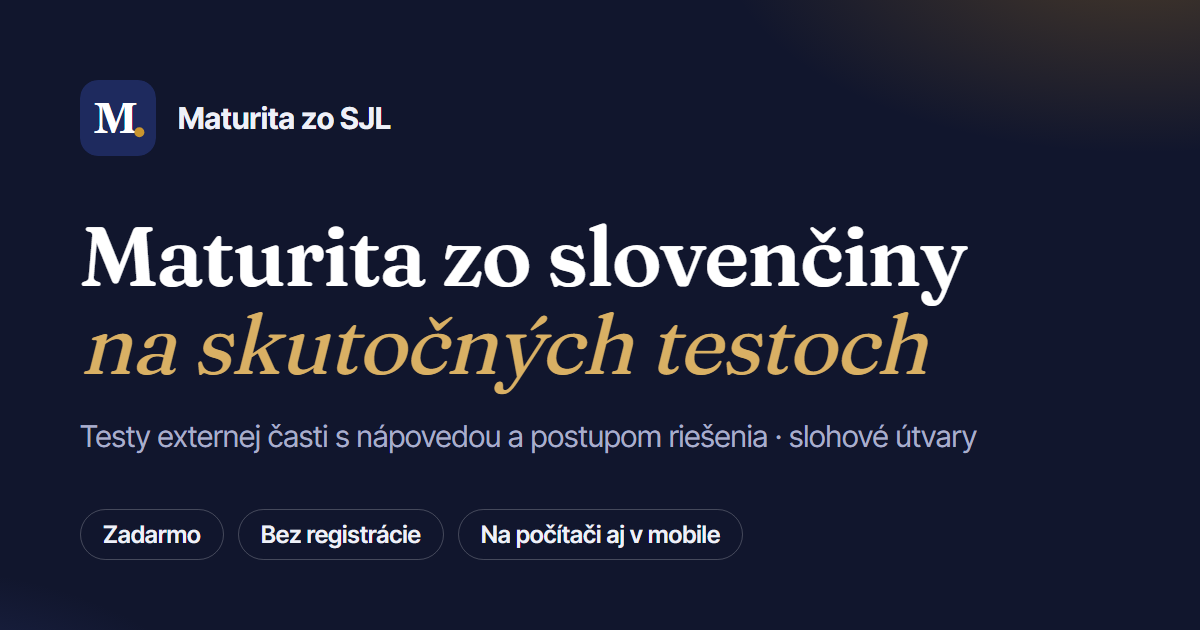 M.
Maturita zo SJL
Maturita zo slovenčiny
na skutočných testoch
Testy externej časti s nápovedou a postupom riešenia · slohové útvary
Zadarmo
Bez registrácie
Na počítači aj v mobile